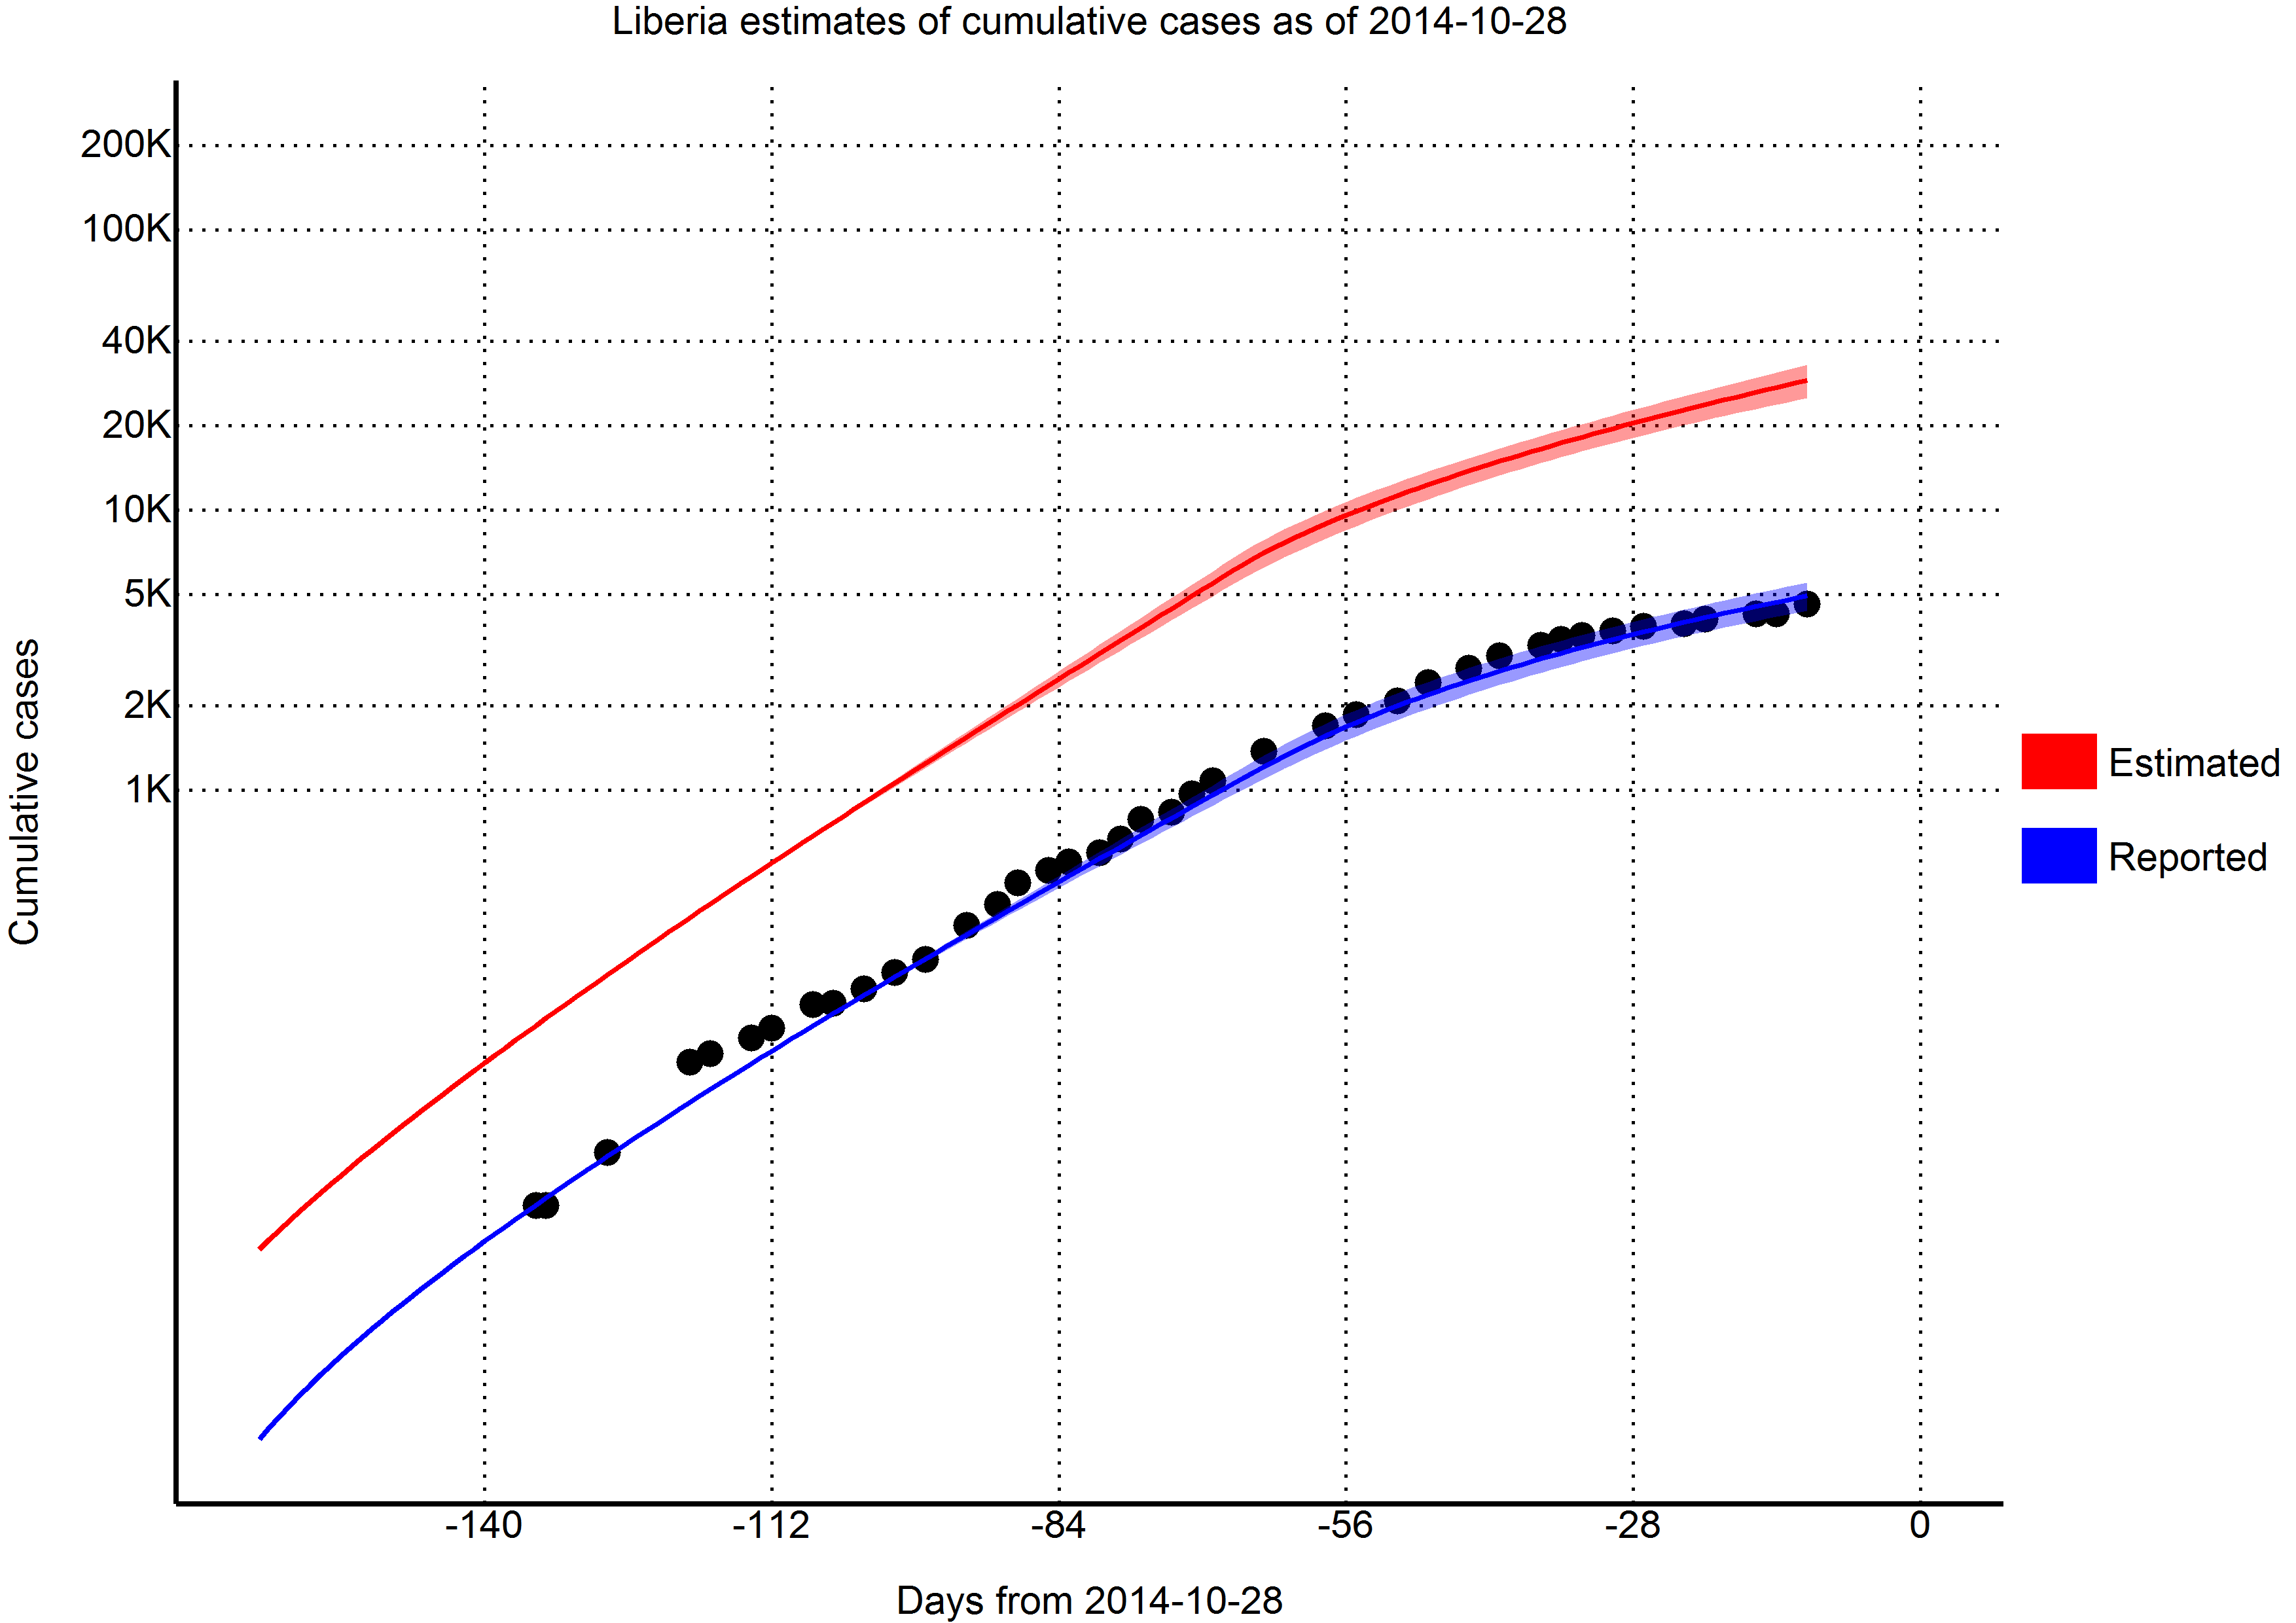 Liberia estimates of cumulative cases as of 2014-10-28
200K
100K
40K
20K
10K
5K
2K
1K
Cumulative cases
Estimated
Reported
-140 -112 -84 -56 -28 0
Days from 2014-10-28